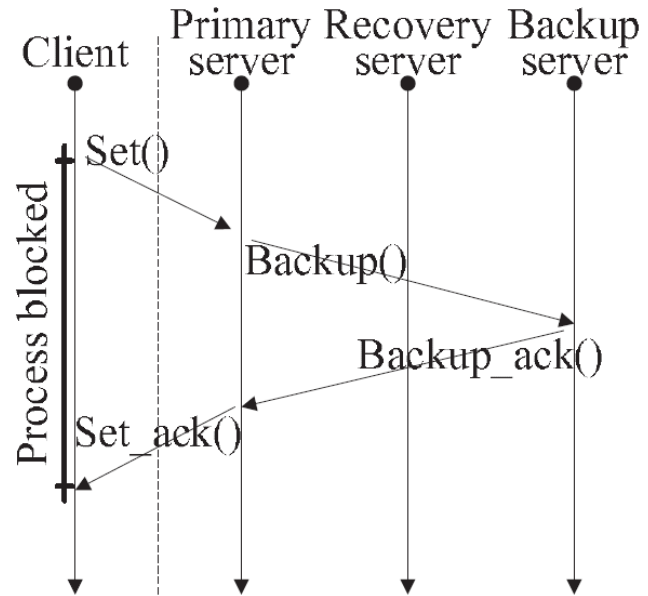 Client
Primary
server
Recovery
server
Backup
server
Set()
Backup()
Backup_ack()
Set_ack()
Process blocked